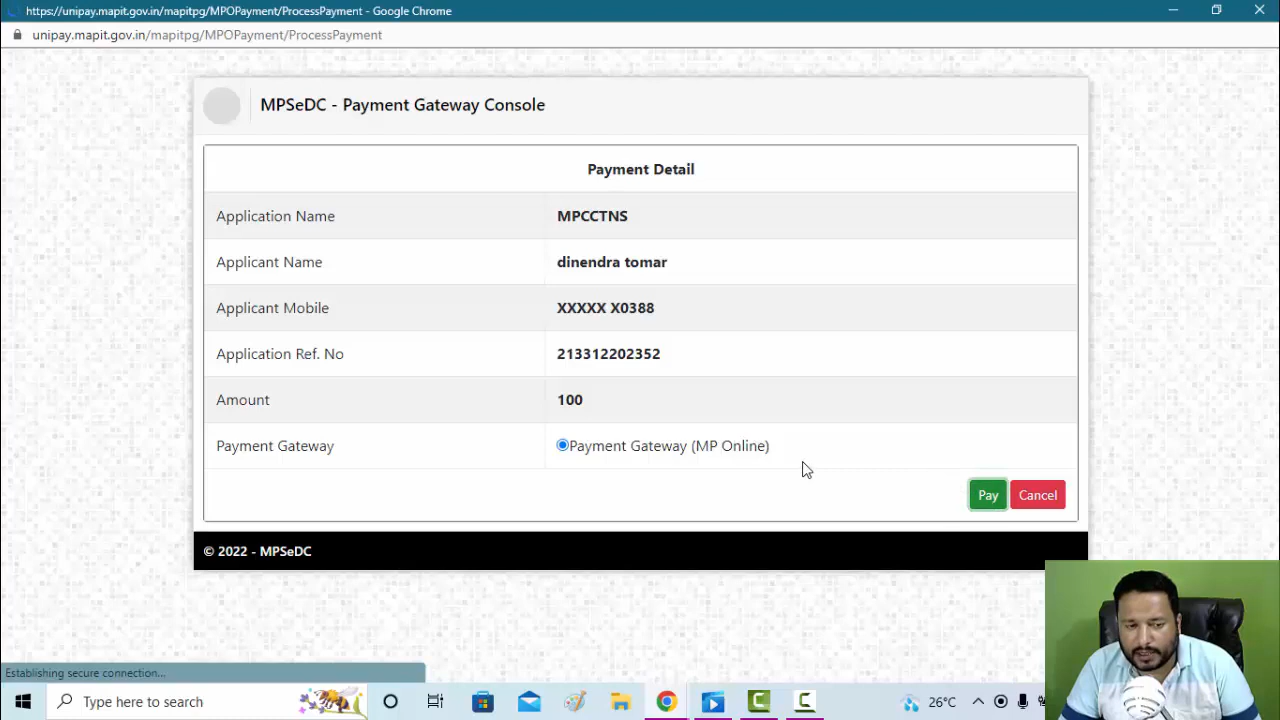 https://unipay.mapit.gov.in/mapitpg/MPOPayment/ProcessPayment - Google Chrome
unipay.mapit.gov.in/mapitpg/MPOPayment/ProcessPayment
MPSeDC - Payment Gateway Console
Payment Detail
Application Name MPCCTNS
Applicant Name dinendra tomar
Applicant Mobile XXXXX X0388
Application Ref. No 213312202352
Amount 100
Payment Gateway Payment Gateway (MP Online)
Pay Cancel
© 2022 - MPSeDC
Establishing secure connection...
Type here to search 26°C